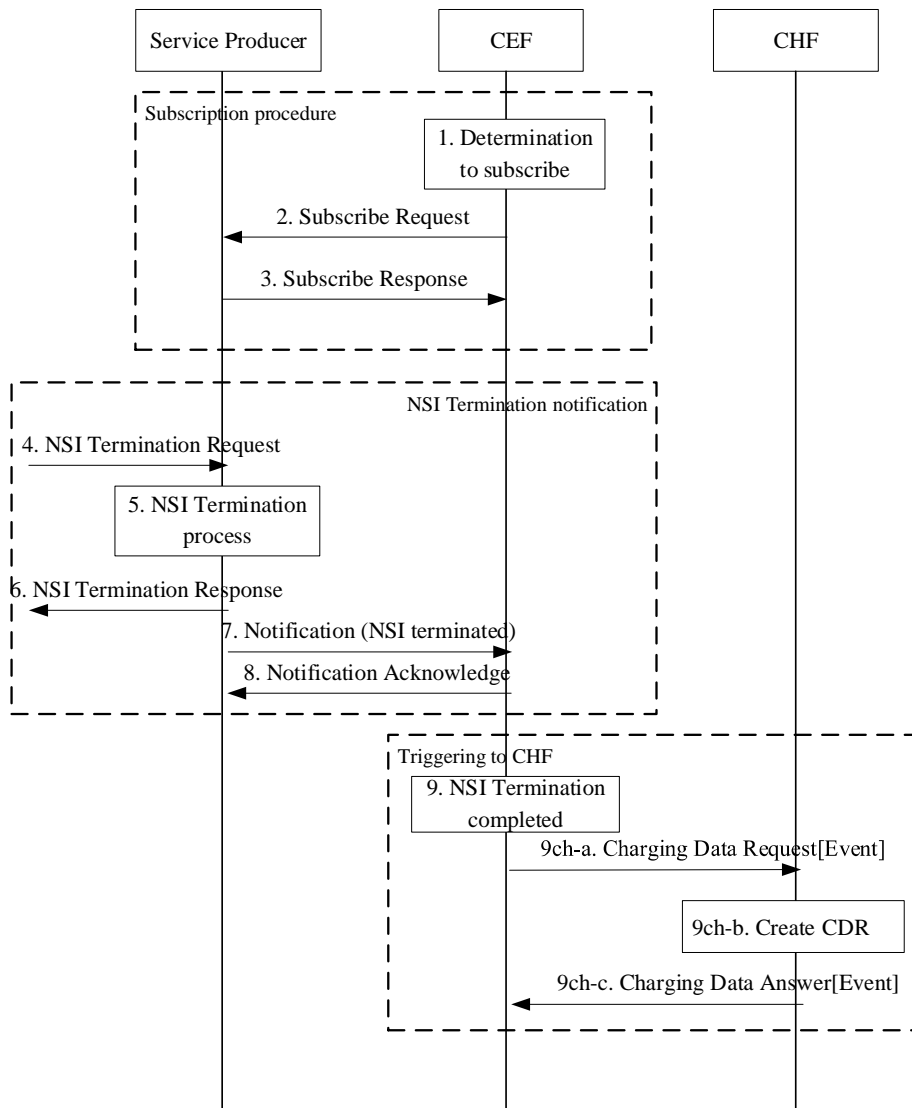 Service Producer
CEF
CHF
Subscription procedure
1. Determination
to subscribe
2. Subscribe Request
3. Subscribe Response
NSI Termination notification
4. NSI Termination Request
5. NSI Termination
process
6. NSI Termination Response
7. Notification (NSI terminated)
8. Notification Acknowledge
Triggering to CHF
9. NSI Termination
completed
9ch-a. Charging Data Request[Event]
9ch-b. Create CDR
9ch-c. Charging Data Answer[Event]